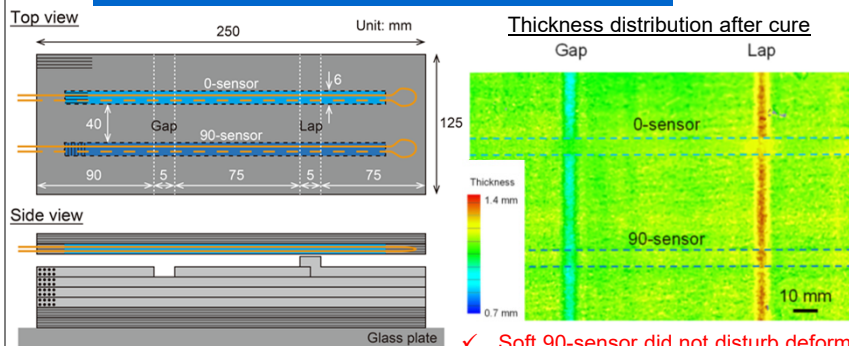 Top view
Unit: mm
250
0-sensor
6
40
Gap
Lap
90-sensor
125
90
5
75
5
75
Side view
Glass plate
Thickness distribution after cure
Gap
Lap
0-sensor
Thickness
1.4 mm
90-sensor
0.7 mm
10 mm
✓ Soft 90-sensor did not disturb deform